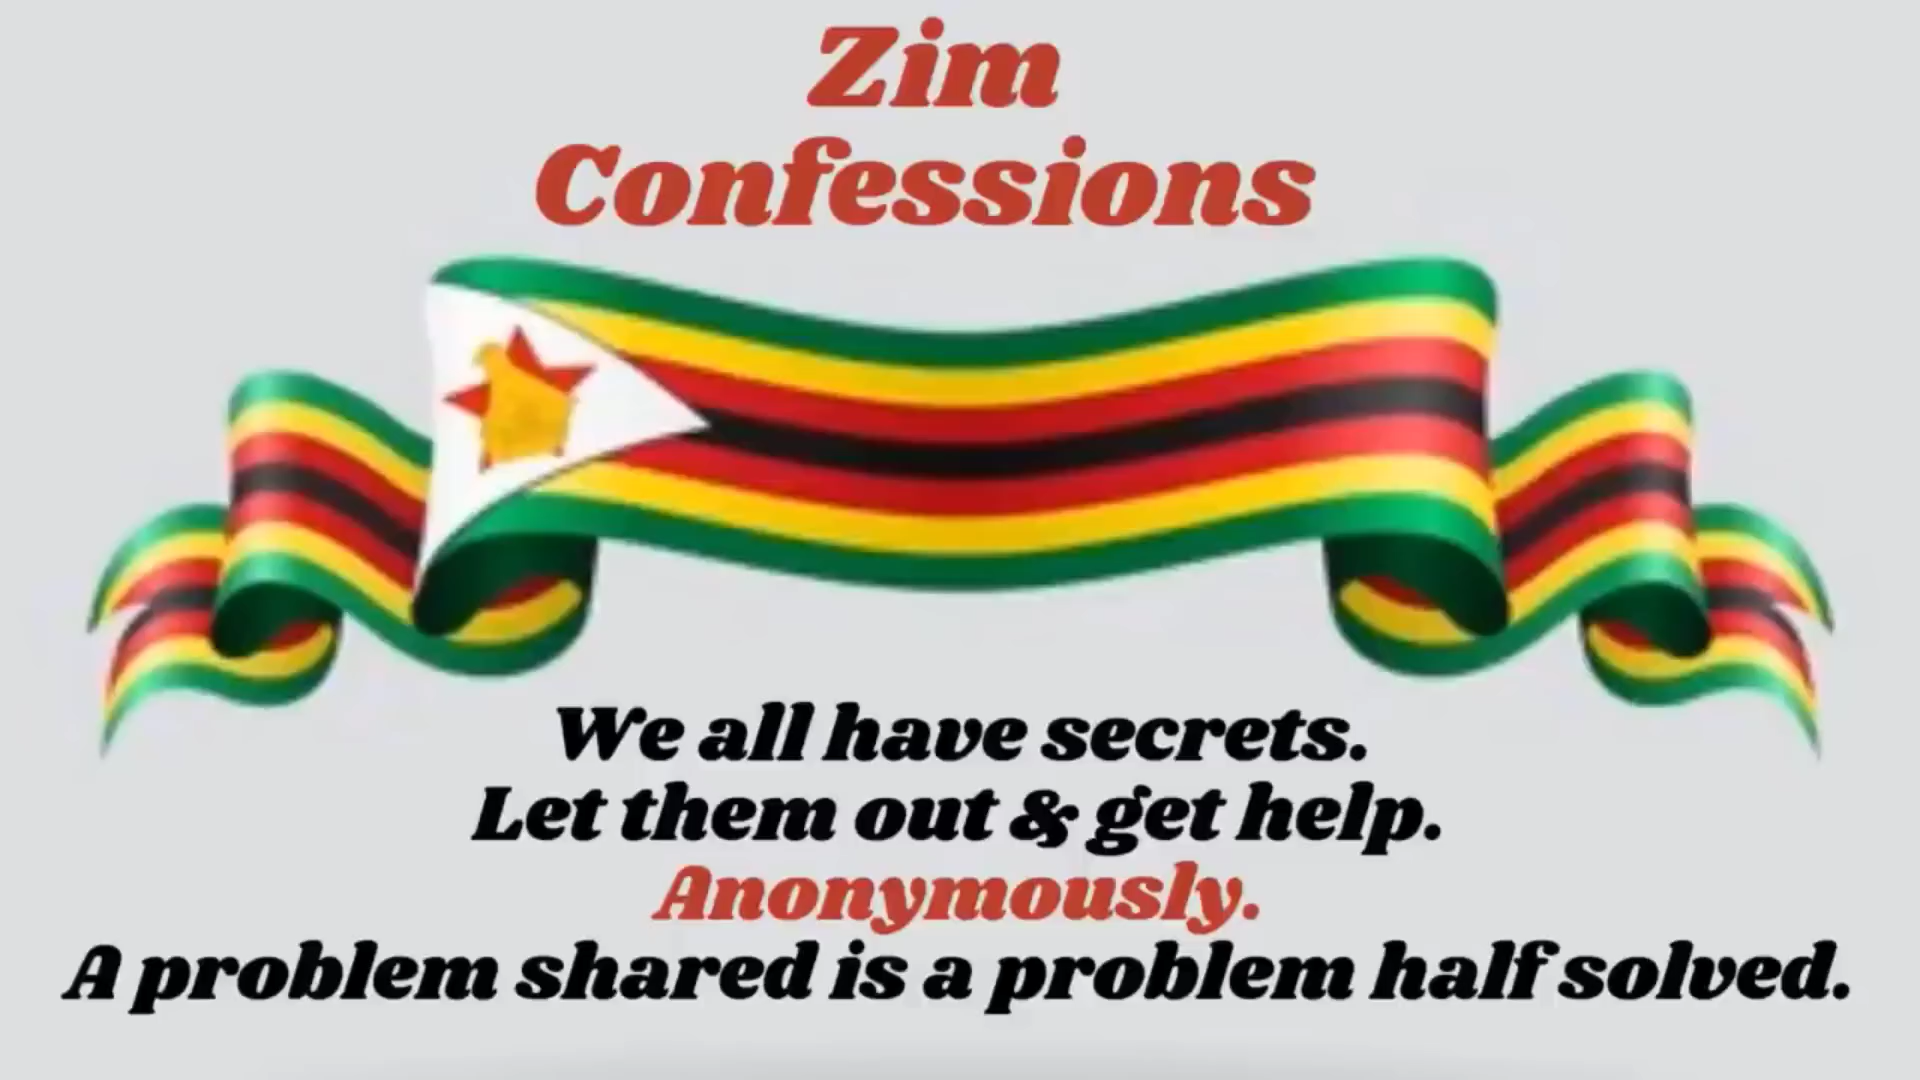 Zim
Confessions
We all have secrets.
Let them out & get help.
Anonymously.
A problem shared is a problem half solved.